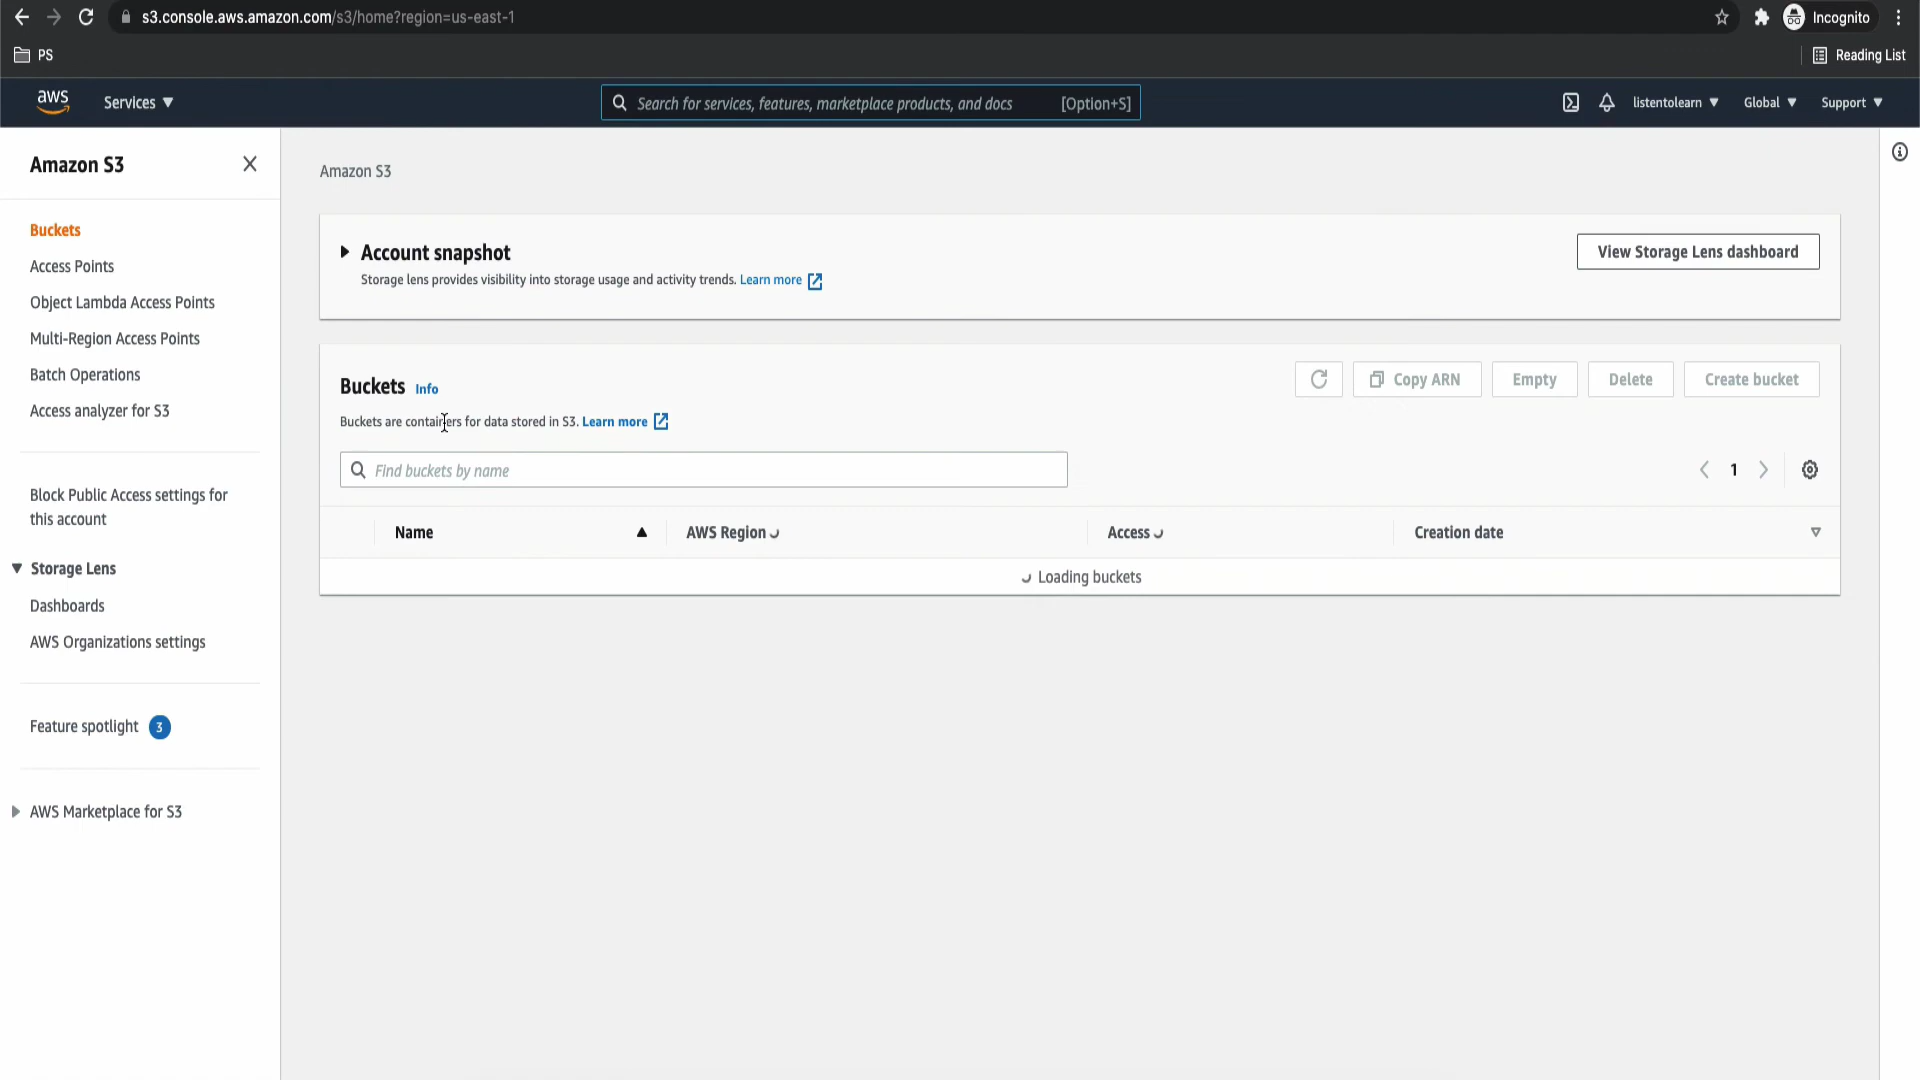 s3.console.aws.amazon.com/s3/home?region=us-east-1
Incognito
PS
Reading List
aws
Services
Search for services, features, marketplace products, and docs
[Option+S]
listentolearn
Global
Support
Amazon S3
Buckets
Access Points
Object Lambda Access Points
Multi-Region Access Points
Batch Operations
Access analyzer for S3
Block Public Access settings for
this account
Storage Lens
Dashboards
AWS Organizations settings
Feature spotlight 3
AWS Marketplace for S3
Amazon S3
Account snapshot
View Storage Lens dashboard
Storage lens provides visibility into storage usage and activity trends. Learn more
Buckets Info
Copy ARN
Empty
Delete
Create bucket
Buckets are containers for data stored in S3. Learn more
Find buckets by name
1
Name
AWS Region
Access
Creation date
Loading buckets